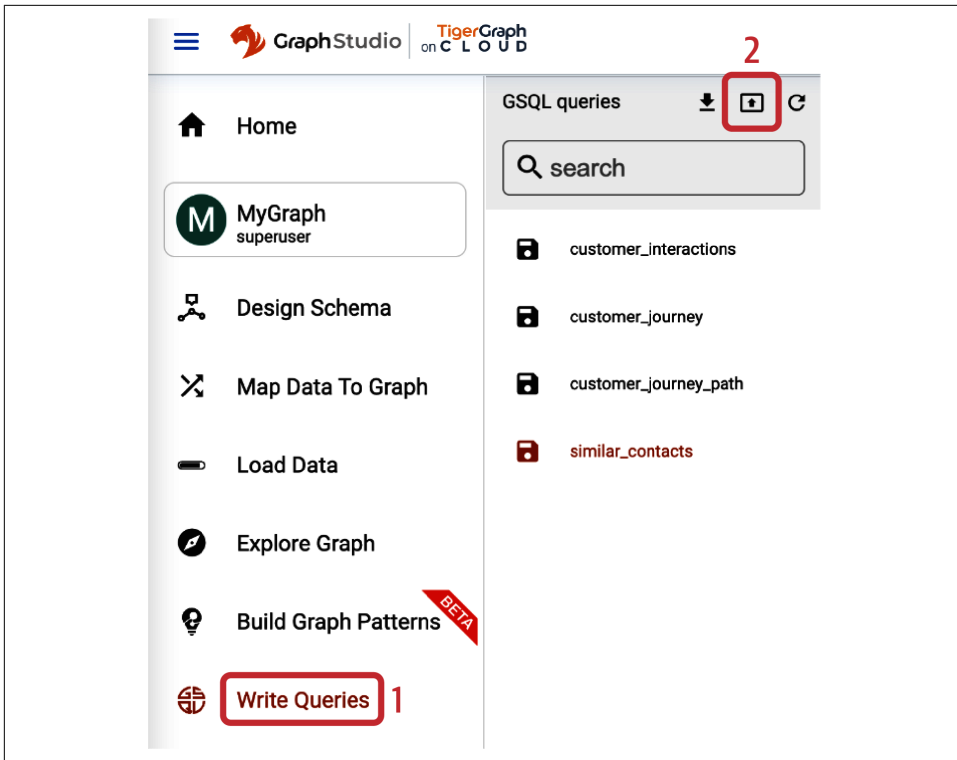 GraphStudio
TigerGraph
on CLOUD
2
GSQL queries
search
Home
M
MyGraph
superuser
customer_interactions
Design Schema
customer_journey
Map Data To Graph
customer_journey_path
Load Data
similar_contacts
Explore Graph
Build Graph Patterns
BETA
GSQL
Write Queries
1